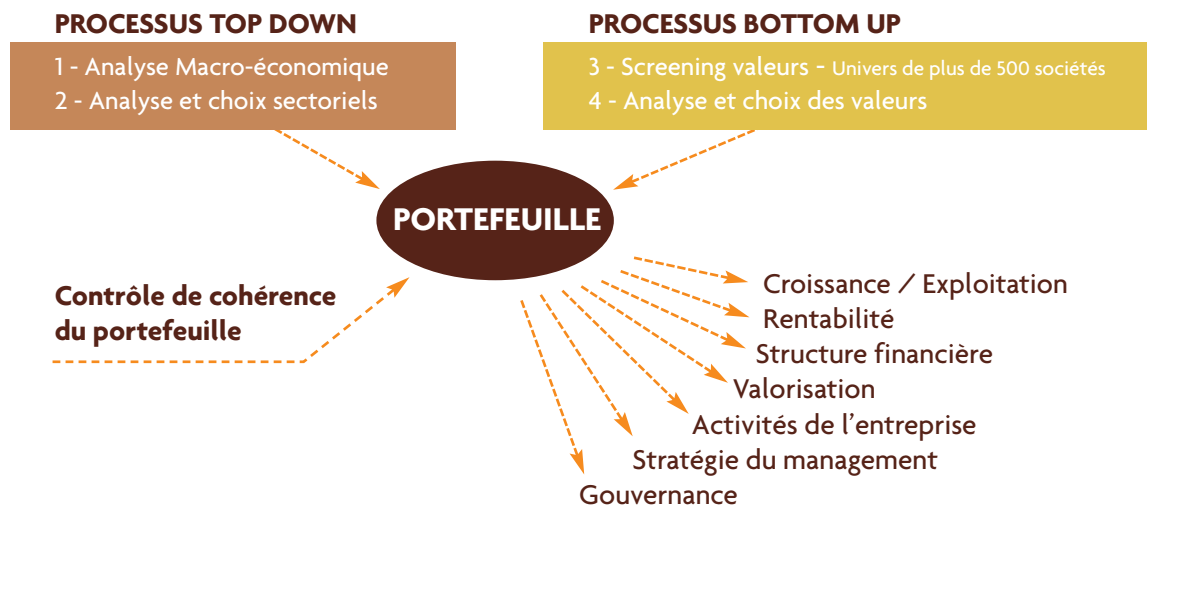 PROCESSUS TOP DOWN
1 - Analyse Macro-économique
2 - Analyse et choix sectoriels
PROCESSUS BOTTOM UP
3 - Screening valeurs - Univers de plus de 500 sociétés
4 - Analyse et choix des valeurs
PORTEFEUILLE
Contrôle de cohérence
du portefeuille
Croissance / Exploitation
Rentabilité
Structure financière
Valorisation
Activités de l’entreprise
Stratégie du management
Gouvernance